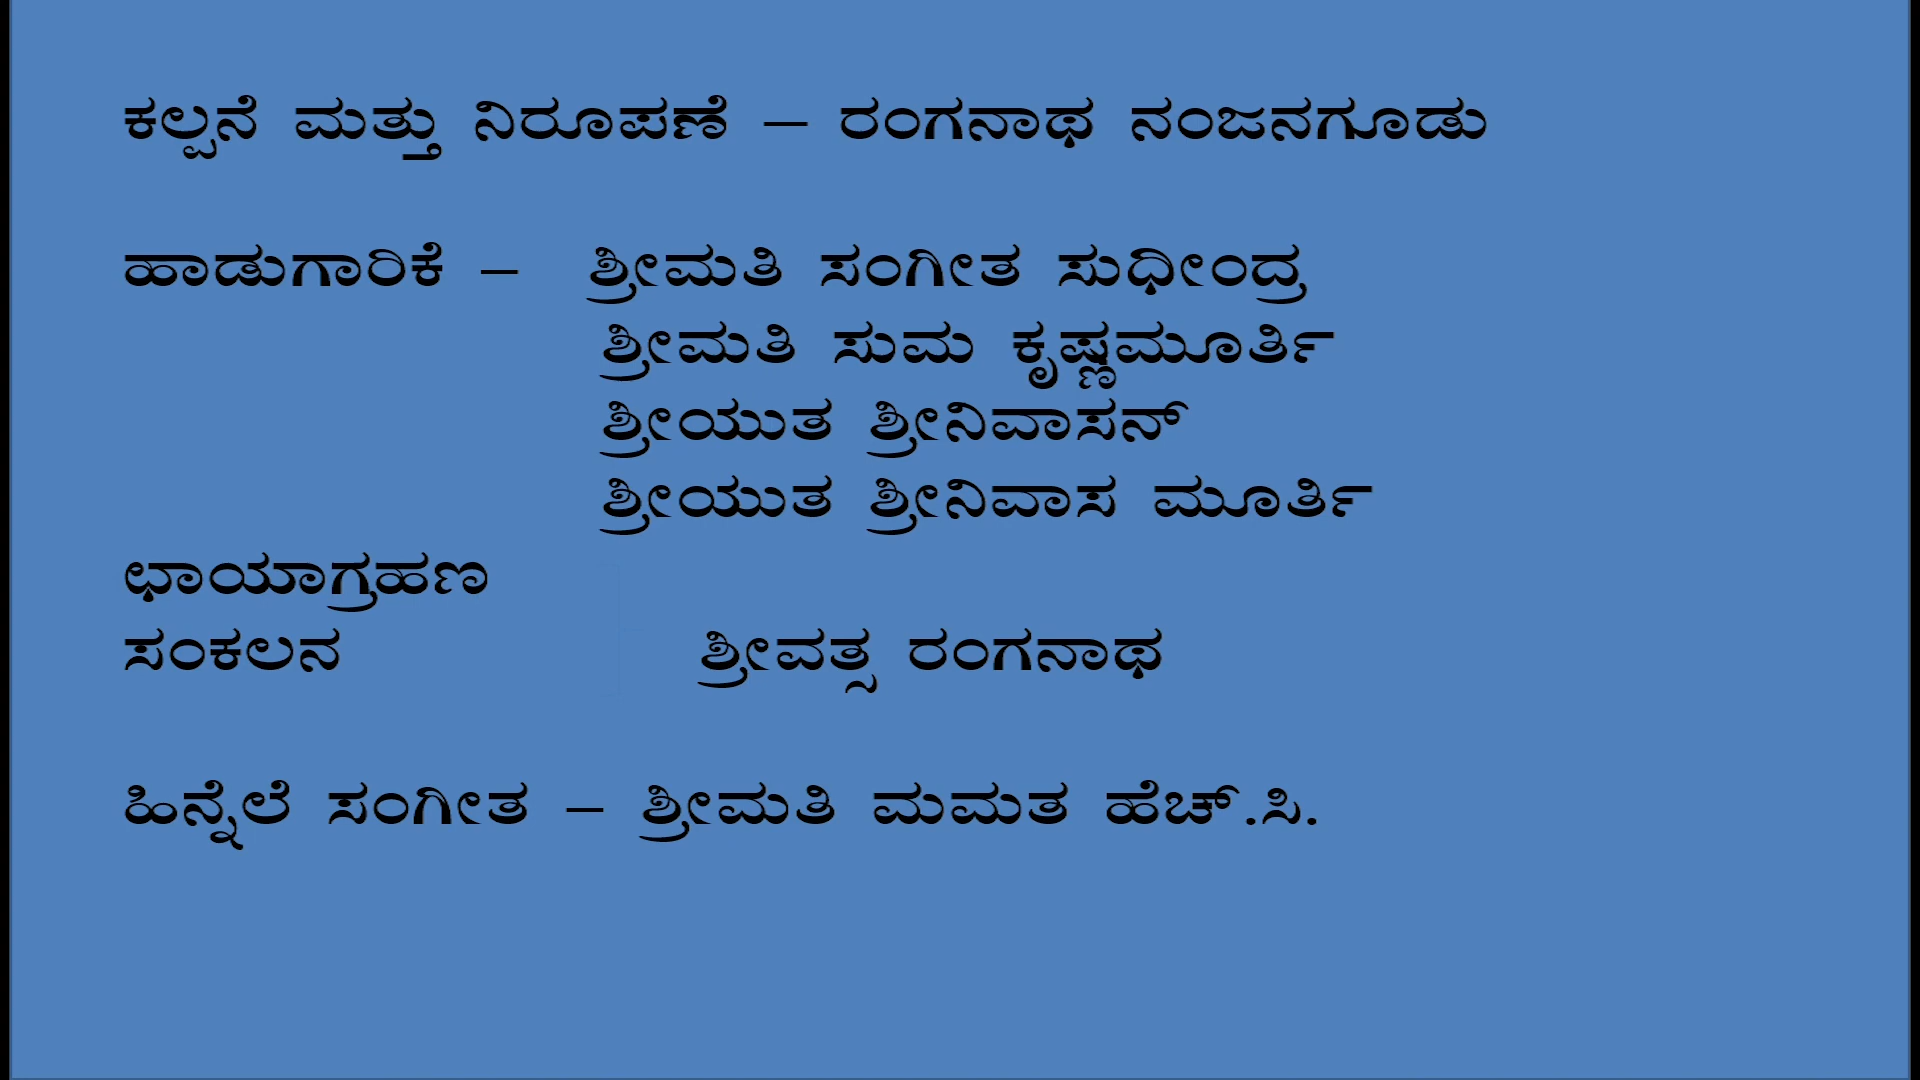 ಕಲ್ಪನೆ ಮತ್ತು ನಿರೂಪಣೆ – ರಂಗನಾಥ ನಂಜನಗೂಡು
ಹಾಡುಗಾರಿಕೆ – ಶ್ರೀಮತಿ ಸಂಗೀತ ಸುಧೀಂದ್ರ
ಶ್ರೀಮತಿ ಸುಮ ಕೃಷ್ಣಮೂರ್ತಿ
ಶ್ರೀಯುತ ಶ್ರೀನಿವಾಸನ್
ಶ್ರೀಯುತ ಶ್ರೀನಿವಾಸ ಮೂರ್ತಿ
ಛಾಯಾಗ್ರಹಣ
ಸಂಕಲನ ಶ್ರೀವತ್ಸ ರಂಗನಾಥ
ಹಿನ್ನೆಲೆ ಸಂಗೀತ – ಶ್ರೀಮತಿ ಮಮತ ಹೆಚ್.ಸಿ.